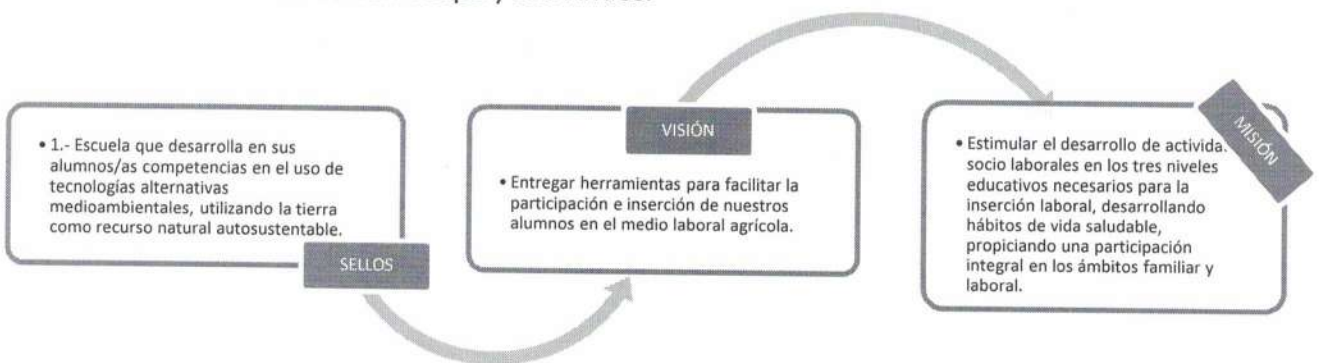 • 1.- Escuela que desarrolla en sus
alumnos/as competencias en el uso de
tecnologías alternativas
medioambientales, utilizando la tierra
como recurso natural autosustentable.
SELLOS
VISIÓN
• Entregar herramientas para facilitar la
participación e inserción de nuestros
alumnos en el medio laboral agrícola.
MISIÓN
• Estimular el desarrollo de activida
socio laborales en los tres niveles
educativos necesarios para la
inserción laboral, desarrollando
hábitos de vida saludable,
propiciando una participación
integral en los ámbitos familiar y
laboral.